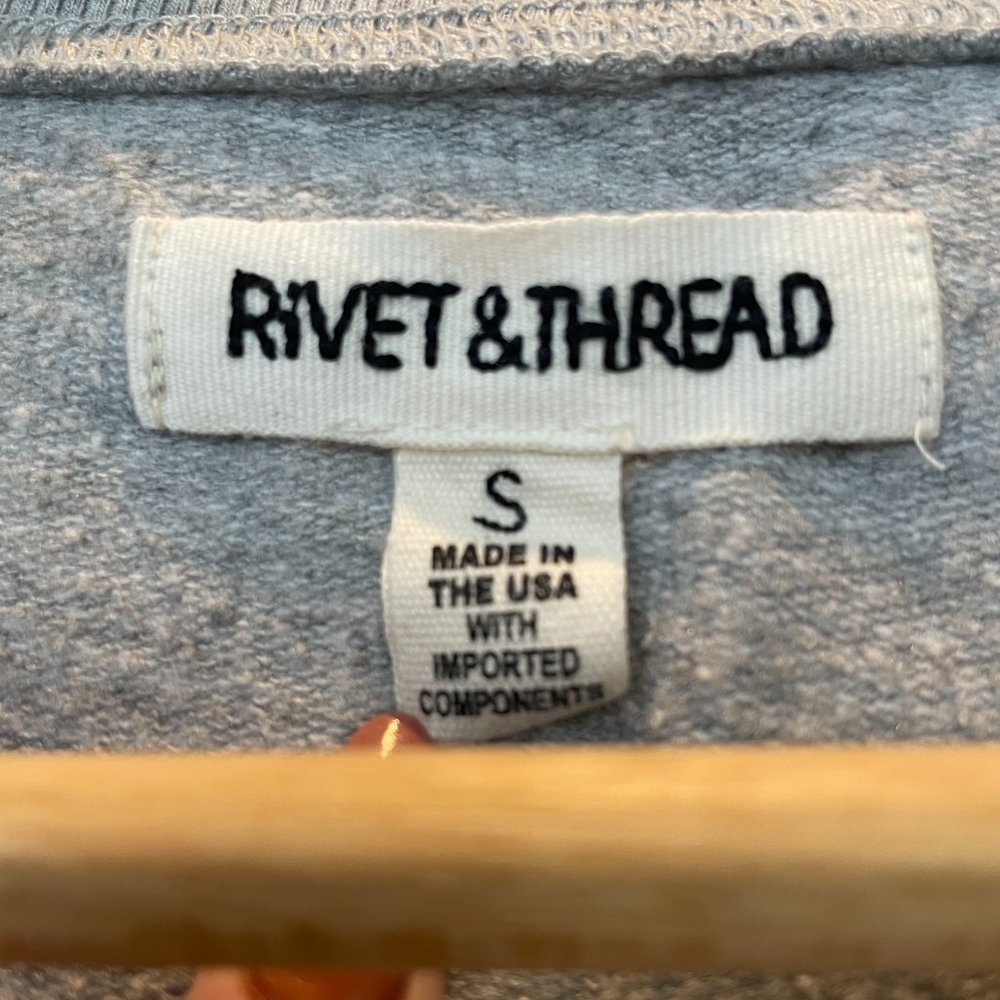 RIVET & THREAD
S
MADE IN
THE USA
WITH
IMPORTED
COMPONENTS